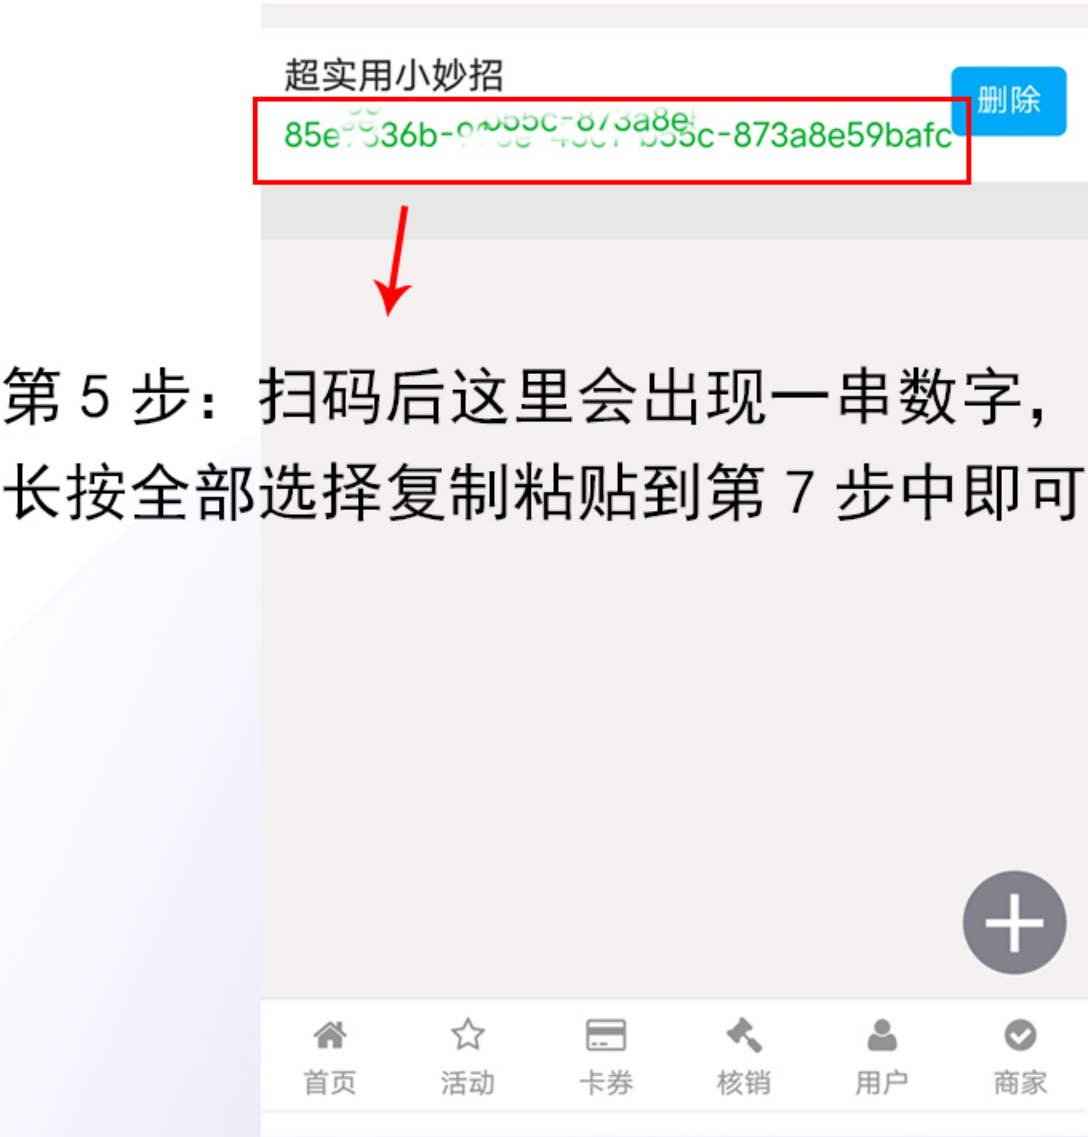 超实用小妙招
删除
b55c-873a8e59bafc
第5步：扫码后这里会出现一串数字，
长按全部选择复制粘贴到第7步中即可
首页 活动 卡券 核销 用户 商家